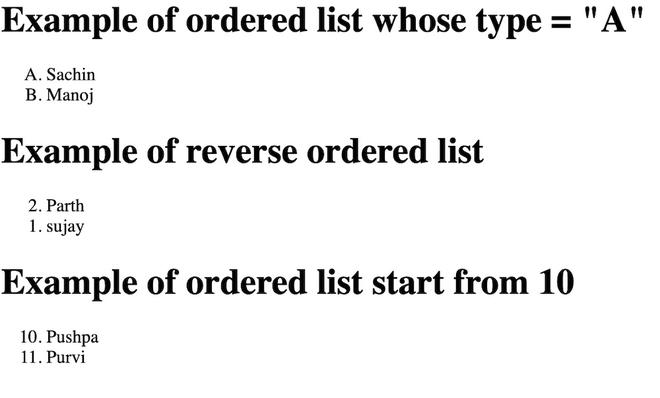 Example of ordered list whose type = "A"
A. Sachin
B. Manoj
Example of reverse ordered list
2. Parth
1. sujay
Example of ordered list start from 10
10. Pushpa
11. Purvi